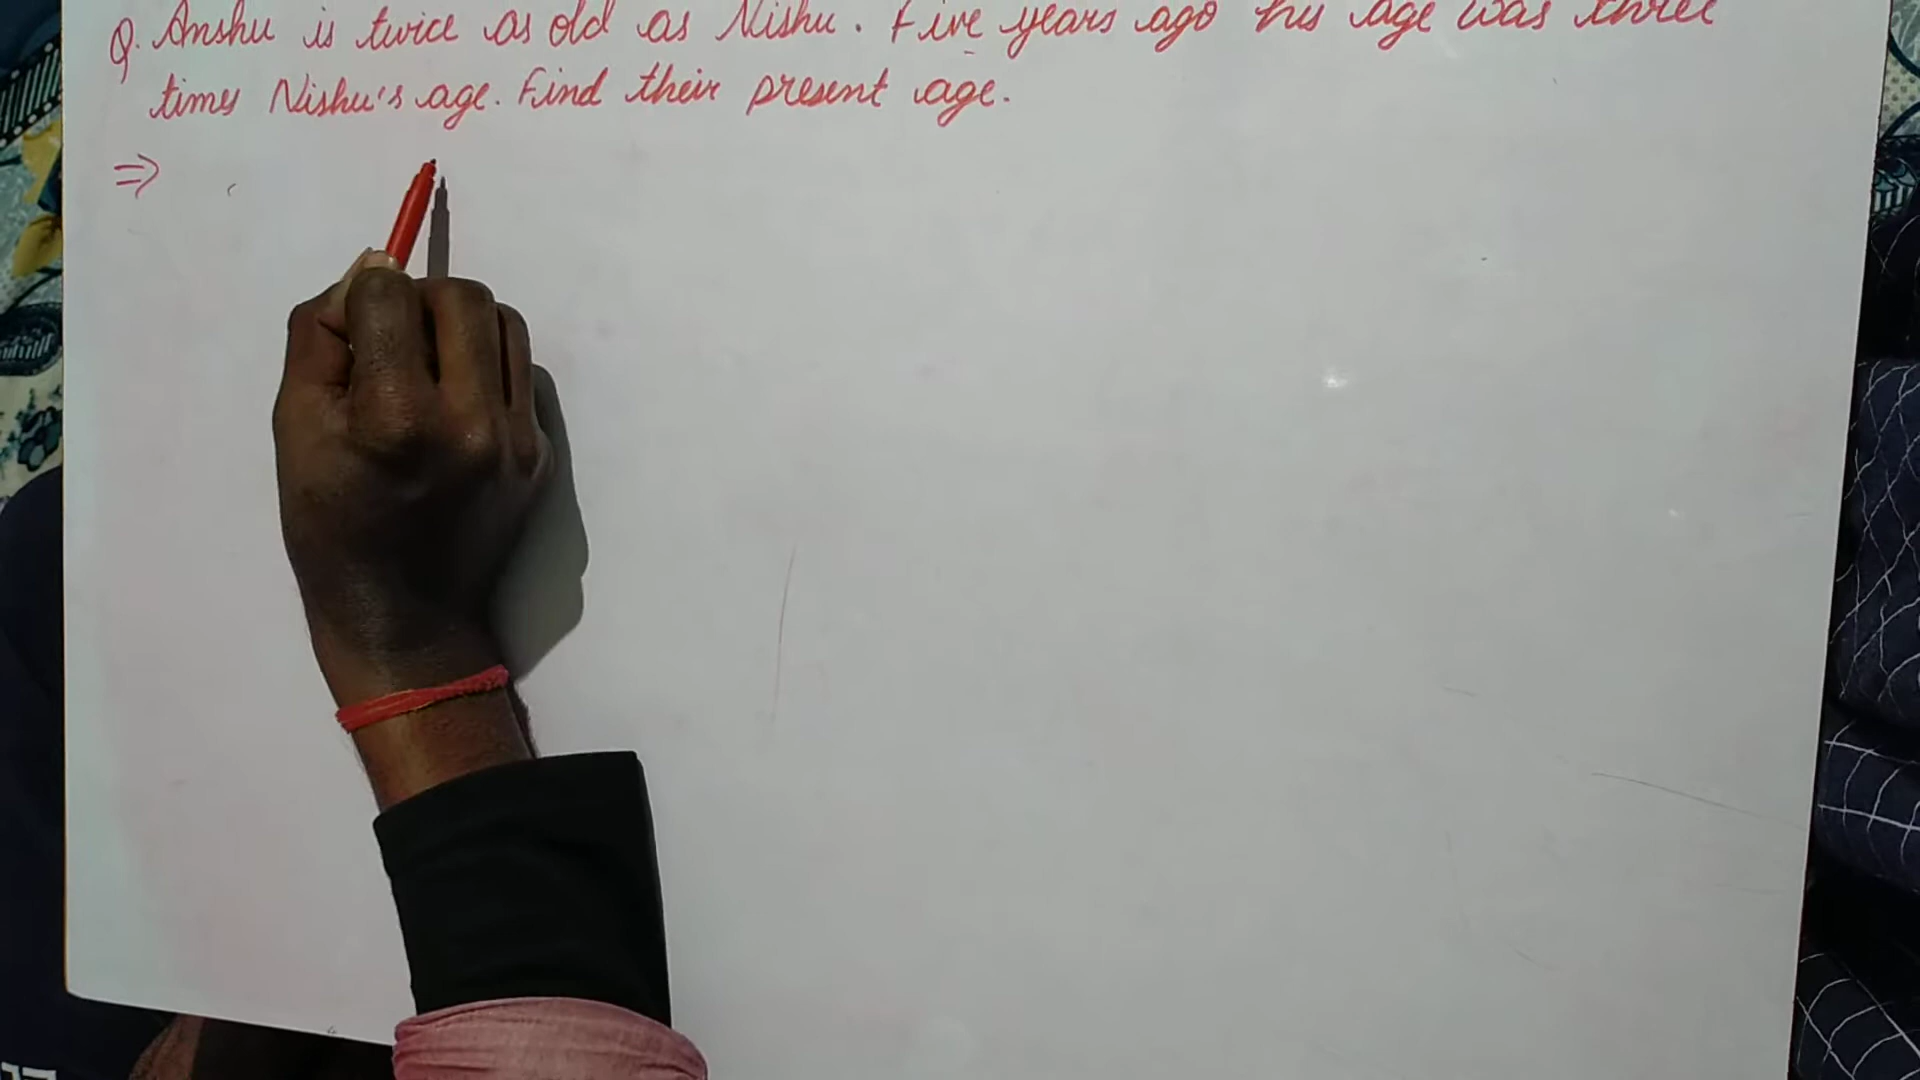 Q. Anshu is twice as old as Nishu. Five years ago his age was three
times Nishu's age. Find their present age.
⇒